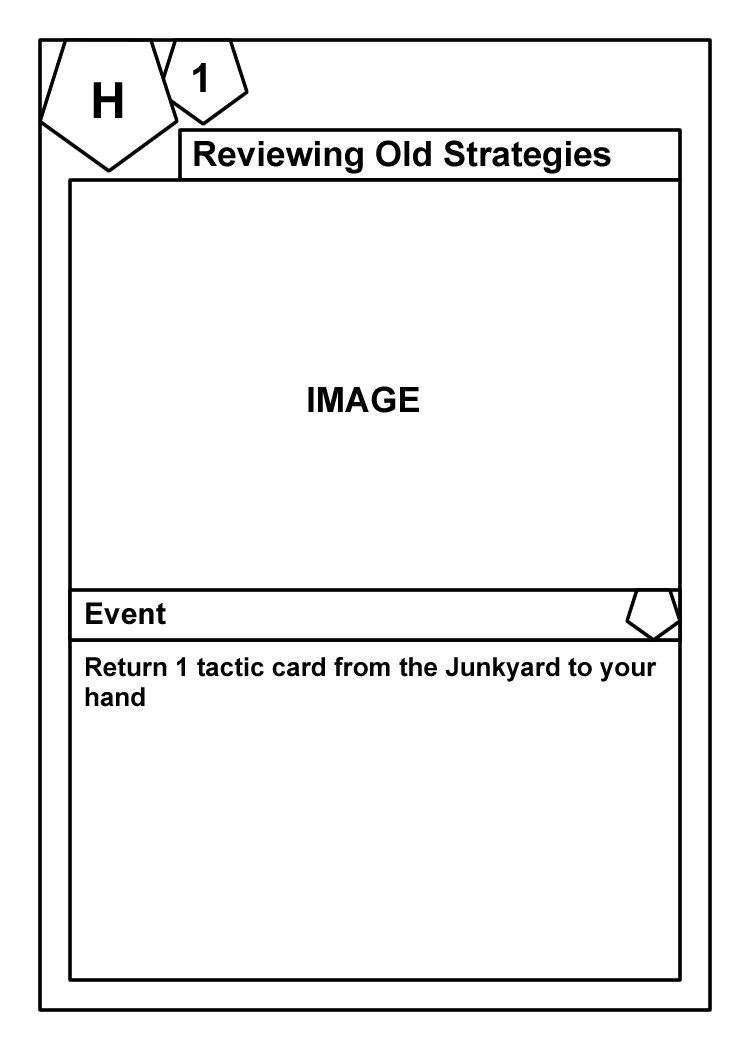 H
1
Reviewing Old Strategies
IMAGE
Event
Return 1 tactic card from the Junkyard to your
hand